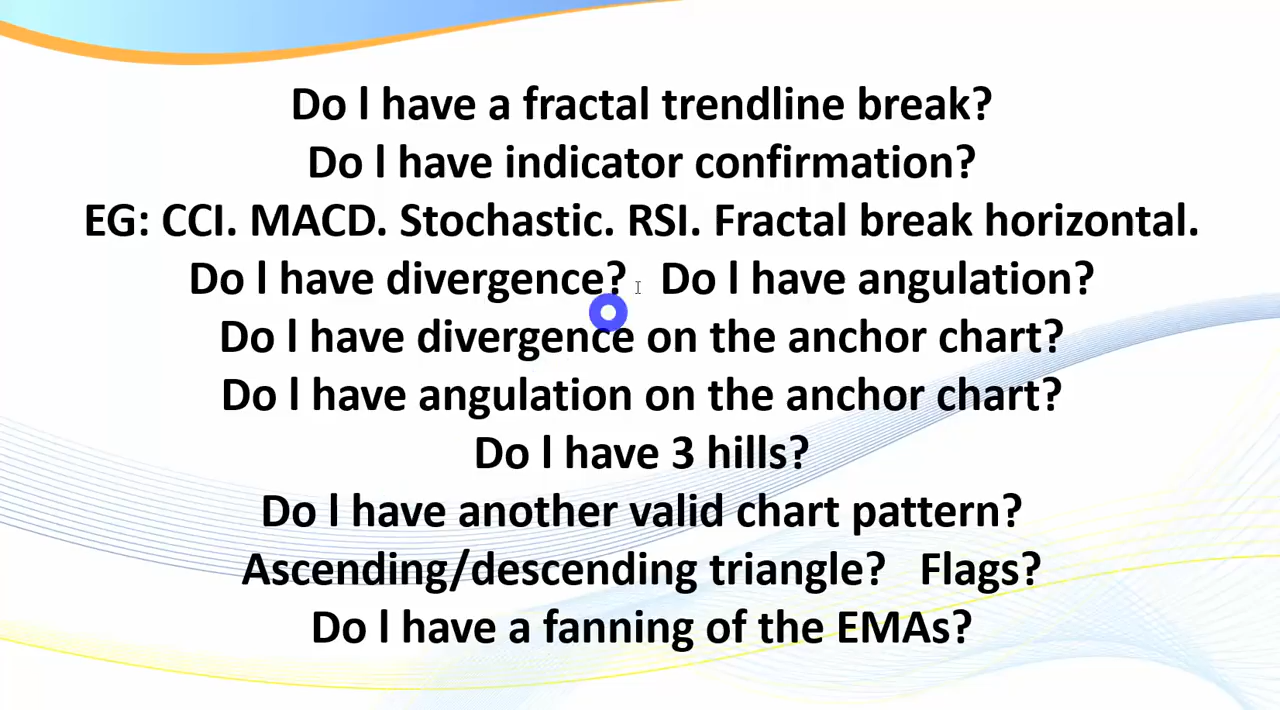 Do I have a fractal trendline break?
Do I have indicator confirmation?
EG: CCI. MACD. Stochastic. RSI. Fractal break horizontal.
Do I have divergence? Do I have angulation?
Do I have divergence on the anchor chart?
Do I have angulation on the anchor chart?
Do I have 3 hills?
Do I have another valid chart pattern?
Ascending/descending triangle? Flags?
Do I have a fanning of the EMAs?